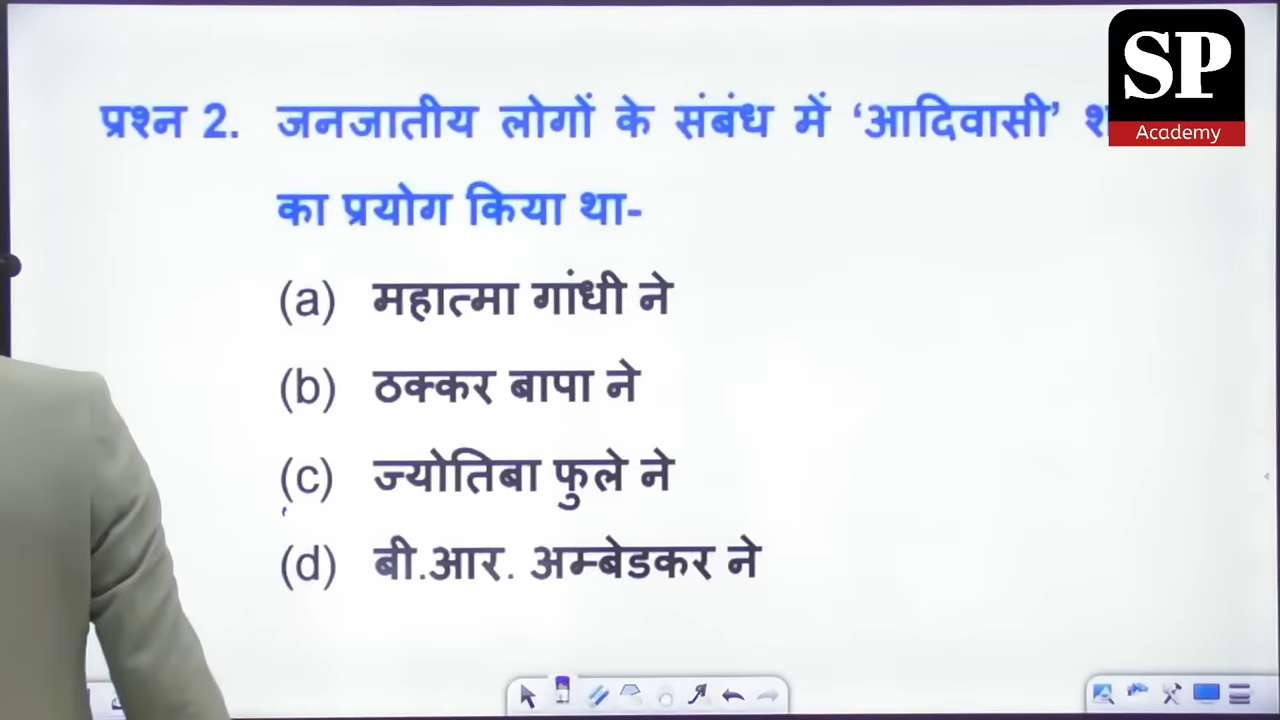 SP
Academy
प्रश्न 2. जनजातीय लोगों के संबंध में ‘आदिवासी’
का प्रयोग किया था-
(a) महात्मा गांधी ने
(b) ठक्कर बापा ने
(c) ज्योतिबा फुले ने
(d) बी.आर. अम्बेडकर ने